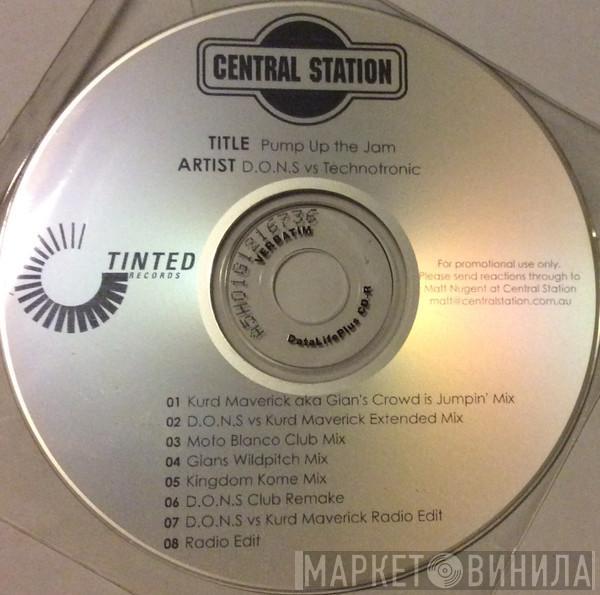 CENTRAL STATION
TITLE Pump Up the Jam
ARTIST D.O.N.S vs Technotronic
TINTED
RECORDS
For promotional use only.
Please send reactions through to
Matt Nugent at Central Station
matt@centralstation.com.au
VERBATIM
DataLifePlus CD-R
01 Kurd Maverick aka Gian's Crowd is Jumpin' Mix
02 D.O.N.S vs Kurd Maverick Extended Mix
03 Moto Blanco Club Mix
04 Gians Wildpitch Mix
05 Kingdom Kome Mix
06 D.O.N.S Club Remake
07 D.O.N.S vs Kurd Maverick Radio Edit
08 Radio Edit
МАРКЕТ ВИНИЛА